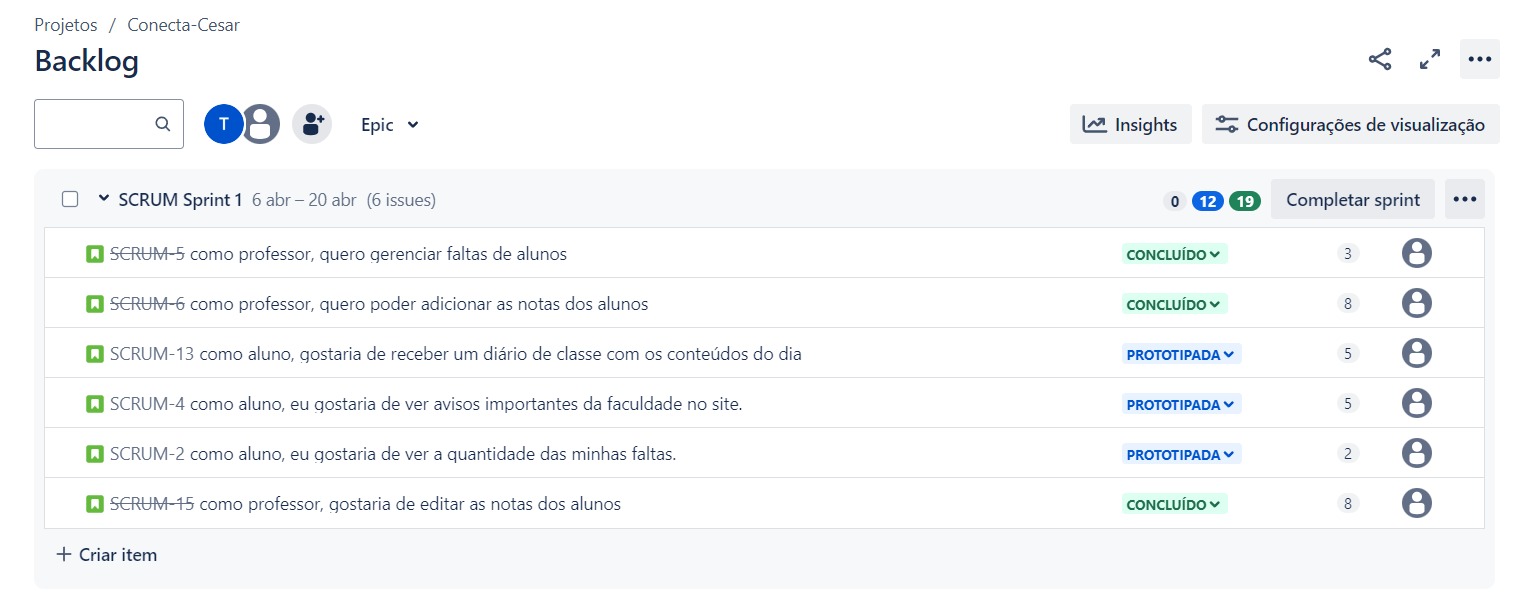 Projetos / Conecta-Cesar
Backlog
T
Epic
Insights
Configurações de visualização
SCRUM Sprint 1 6 abr – 20 abr (6 issues)
0 12 19 Completar sprint
SCRUM-5 como professor, quero gerenciar faltas de alunos CONCLUÍDO 3
SCRUM-6 como professor, quero poder adicionar as notas dos alunos CONCLUÍDO 8
SCRUM-13 como aluno, gostaria de receber um diário de classe com os conteúdos do dia PROTOTIPADA 5
SCRUM-4 como aluno, eu gostaria de ver avisos importantes da faculdade no site. PROTOTIPADA 5
SCRUM-2 como aluno, eu gostaria de ver a quantidade das minhas faltas. PROTOTIPADA 2
SCRUM-15 como professor, gostaria de editar as notas dos alunos CONCLUÍDO 8
+ Criar item